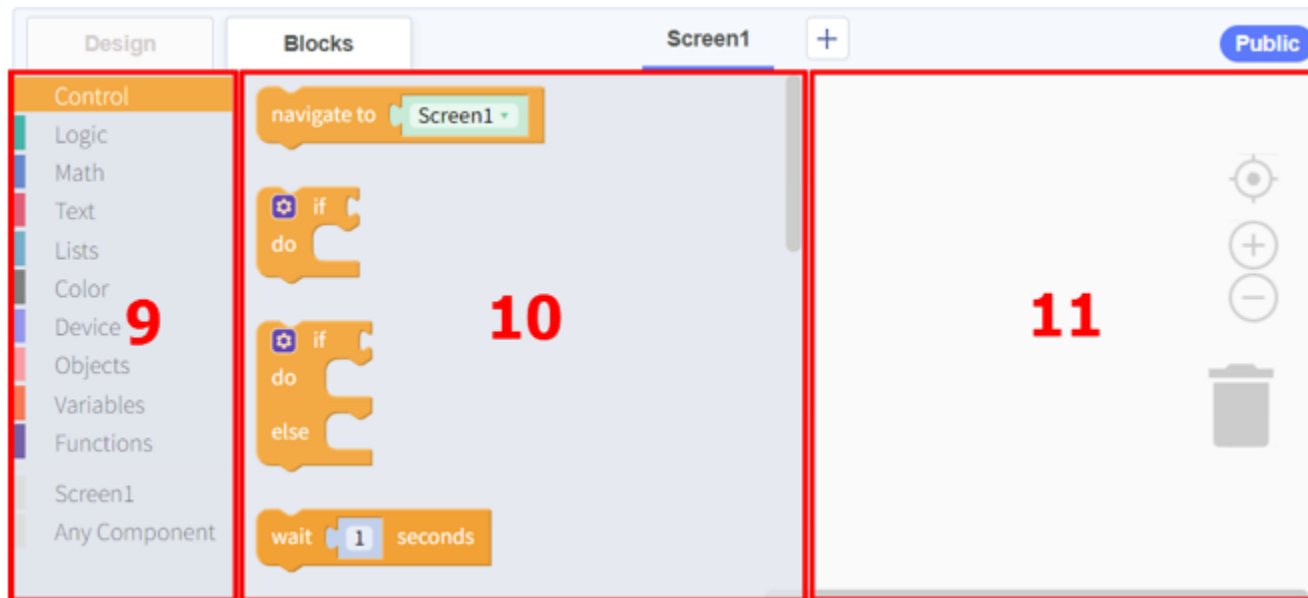 Design Blocks Screen1 + Public
Control
Logic
Math
Text
Lists
Color
Device
Objects
Variables
Functions
Screen1
Any Component
9
navigate to Screen1
if
do
if
do
else
wait 1 seconds
10
11